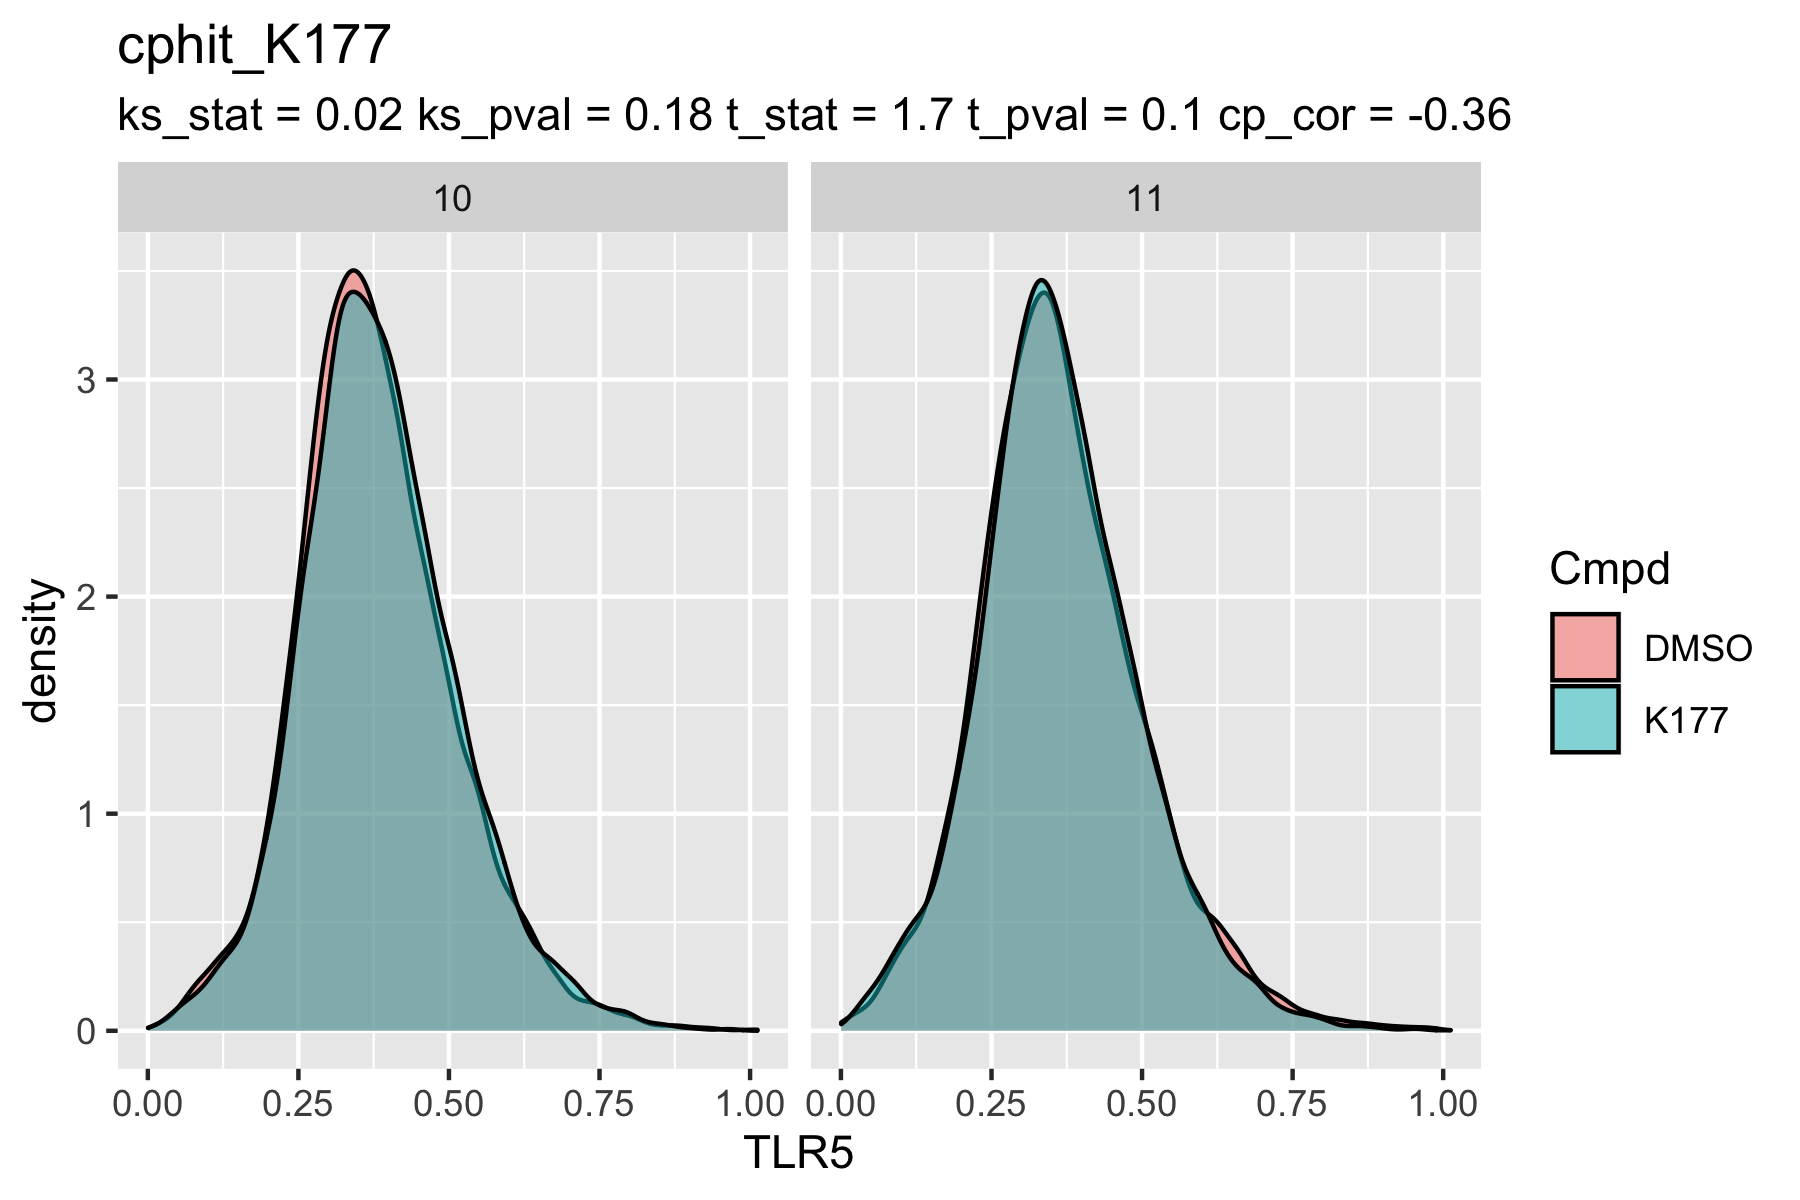 cphit_K177
ks_stat = 0.02 ks_pval = 0.18 t_stat = 1.7 t_pval = 0.1 cp_cor = -0.36
10 11
density
3
2
1
0
0.00 0.25 0.50 0.75 1.00 0.00 0.25 0.50 0.75 1.00
TLR5
Cmpd
DMSO
K177